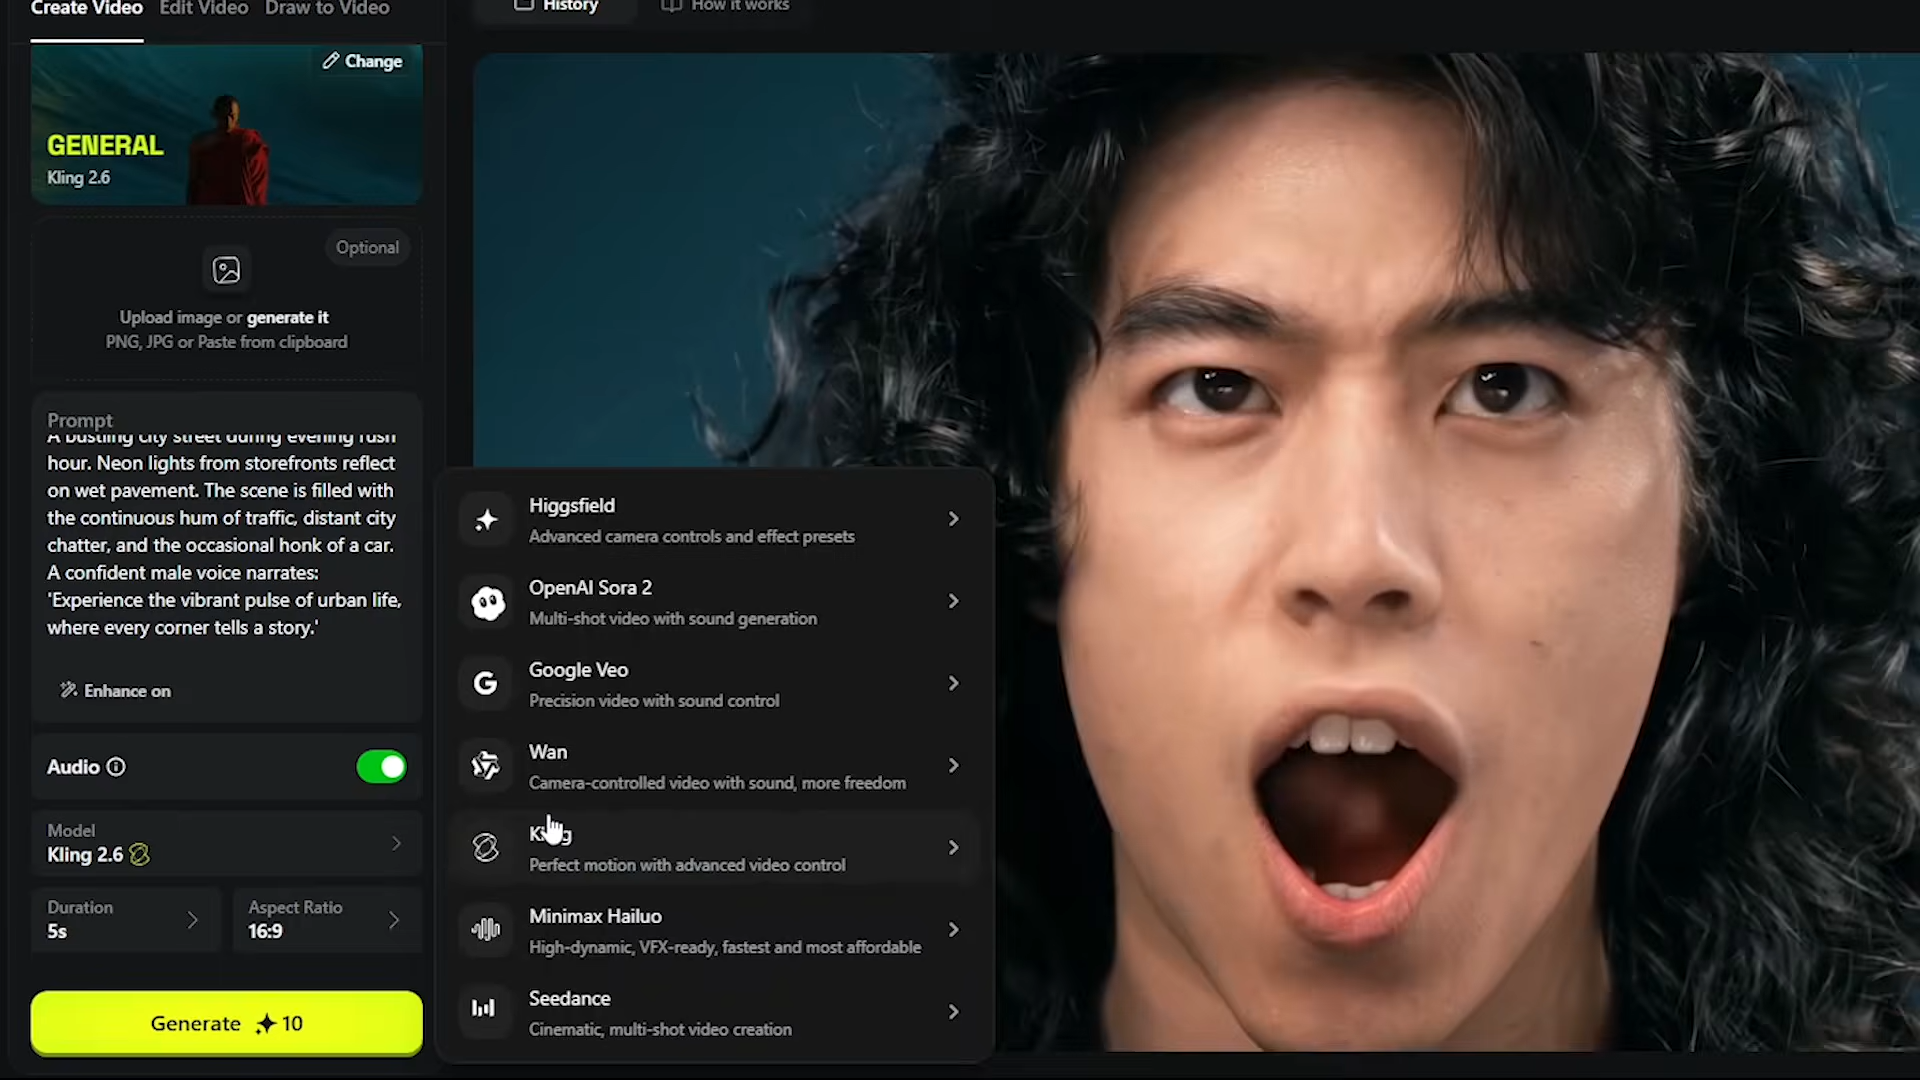 Create Video
Edit Video
Draw to Video
History
How it works
Change
GENERAL
Kling 2.6
Optional
Upload image or generate it
PNG, JPG or Paste from clipboard
Prompt
A bustling city street during evening rush
hour. Neon lights from storefronts reflect
on wet pavement. The scene is filled with
the continuous hum of traffic, distant city
chatter, and the occasional honk of a car.
A confident male voice narrates:
'Experience the vibrant pulse of urban life,
where every corner tells a story.'
Enhance on
Audio
Model
Kling 2.6
Duration
5s
Aspect Ratio
16:9
Generate 10
Higgsfield
Advanced camera controls and effect presets
OpenAI Sora 2
Multi-shot video with sound generation
Google Veo
Precision video with sound control
Wan
Camera-controlled video with sound, more freedom
Kling
Perfect motion with advanced video control
Minimax Hailuo
High-dynamic, VFX-ready, fastest and most affordable
Seedance
Cinematic, multi-shot video creation